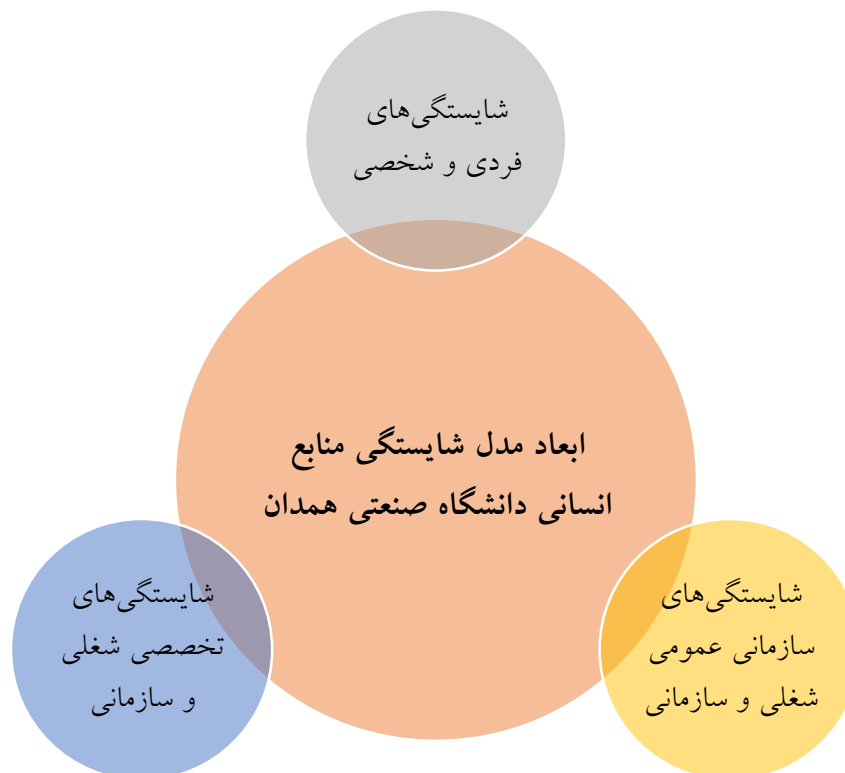 شایستگی‌های
فردی و شخصی
ابعاد مدل شایستگی منابع
انسانی دانشگاه صنعتی همدان
شایستگی‌های
سازمانی عمومی
شغلی و سازمانی
شایستگی‌های
تخصصی شغلی
و سازمانی